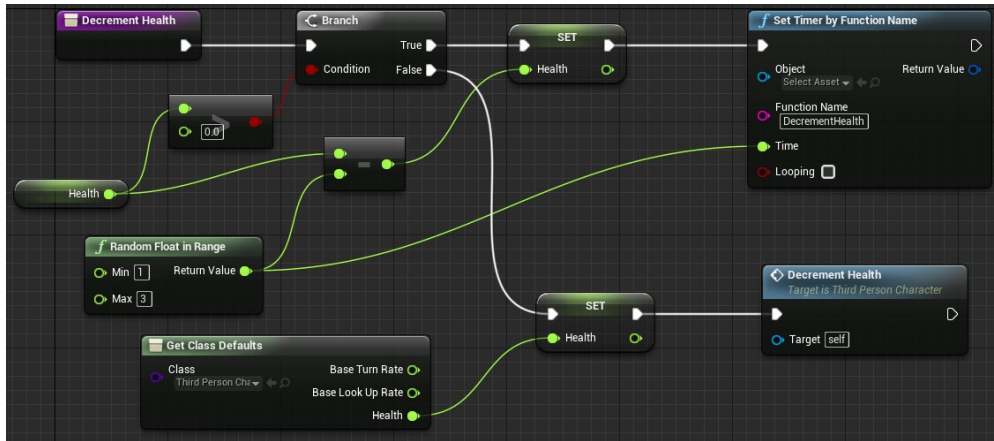 Decrement Health
Branch
True
Condition
False
SET
Health
Set Timer by Function Name
Object
Select Asset
Return Value
Function Name
DecrementHealth
Time
Looping
>
0.0
-
Health
Random Float in Range
Min 1
Return Value
Max 3
SET
Health
Decrement Health
Target is Third Person Character
Target self
Get Class Defaults
Class
Third Person Cha
Base Turn Rate
Base Look Up Rate
Health